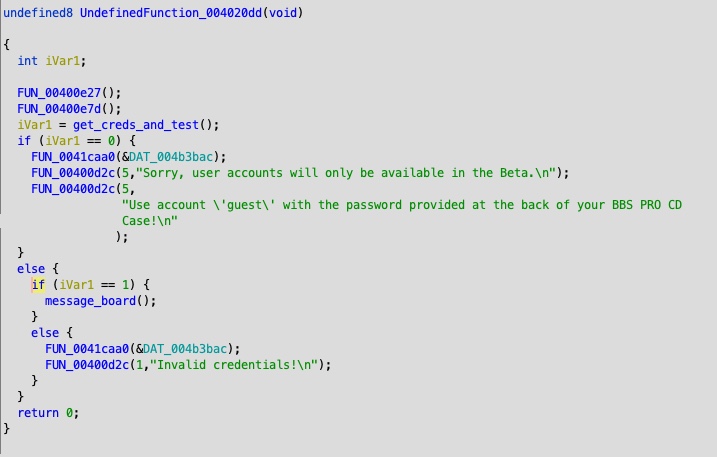 undefined8 UndefinedFunction_004020dd(void)
{
int iVar1;
FUN_00400e27();
FUN_00400e7d();
iVar1 = get_creds_and_test();
if (iVar1 == 0) {
FUN_0041caa0(&DAT_004b3bac);
FUN_00400d2c(5,"Sorry, user accounts will only be available in the Beta.\n");
FUN_00400d2c(5,
"Use account \'guest\' with the password provided at the back of your BBS PRO CD
Case!\n"
);
}
else {
if (iVar1 == 1) {
message_board();
}
else {
FUN_0041caa0(&DAT_004b3bac);
FUN_00400d2c(1,"Invalid credentials!\n");
}
}
return 0;
}